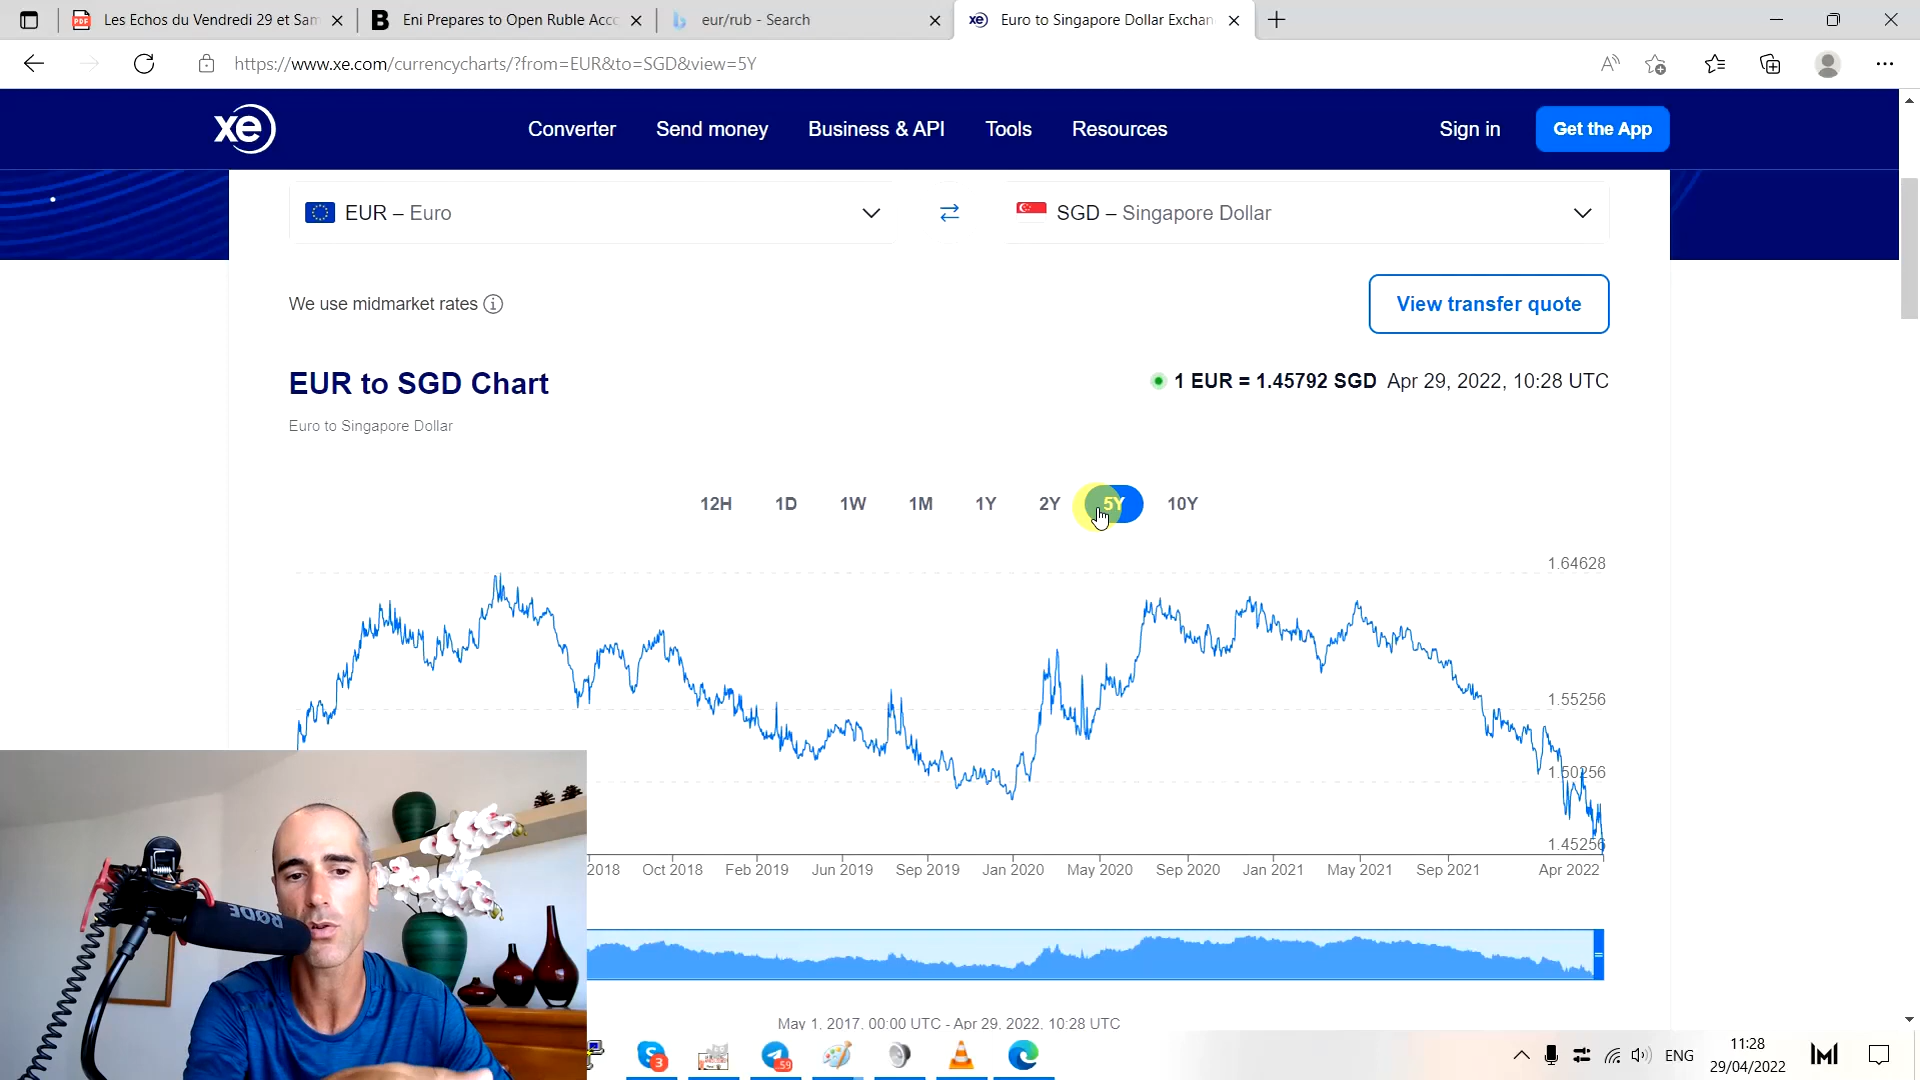 Les Echos du Vendredi 29 et Sam
Eni Prepares to Open Ruble Acco
eur/rub - Search
Euro to Singapore Dollar Exchan
https://www.xe.com/currencycharts/?from=EUR&to=SGD&view=5Y
xe
Converter
Send money
Business & API
Tools
Resources
Sign in
Get the App
EUR – Euro
SGD – Singapore Dollar
We use midmarket rates
View transfer quote
EUR to SGD Chart
1 EUR = 1.45792 SGD Apr 29, 2022, 10:28 UTC
Euro to Singapore Dollar
12H 1D 1W 1M 1Y 2Y 5Y 10Y
1.64628
1.55256
1.50256
1.45256
2018 Oct 2018 Feb 2019 Jun 2019 Sep 2019 Jan 2020 May 2020 Sep 2020 Jan 2021 May 2021 Sep 2021 Apr 2022
RØDE
May 1, 2017, 00:00 UTC - Apr 29, 2022, 10:28 UTC
3
59
ENG
11:28
29/04/2022